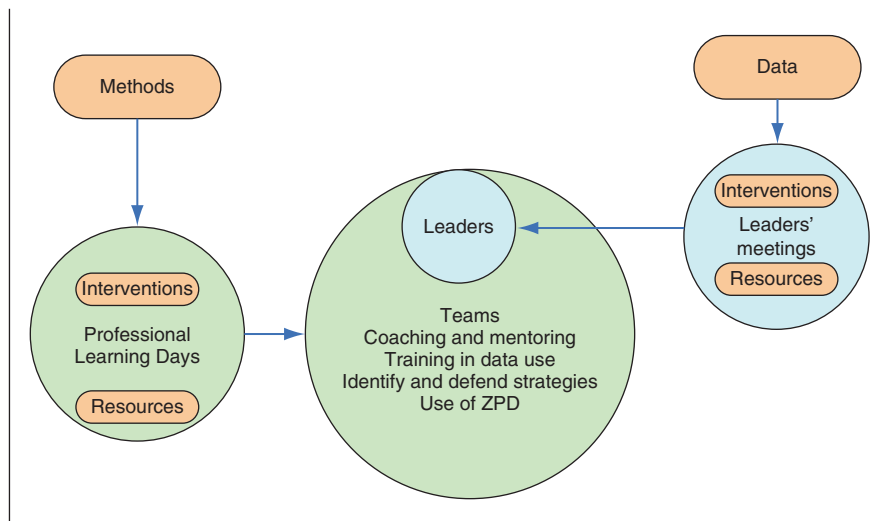 Methods
Data
Interventions
Professional
Learning Days
Resources
Leaders
Teams
Coaching and mentoring
Training in data use
Identify and defend strategies
Use of ZPD
Interventions
Leaders’
meetings
Resources